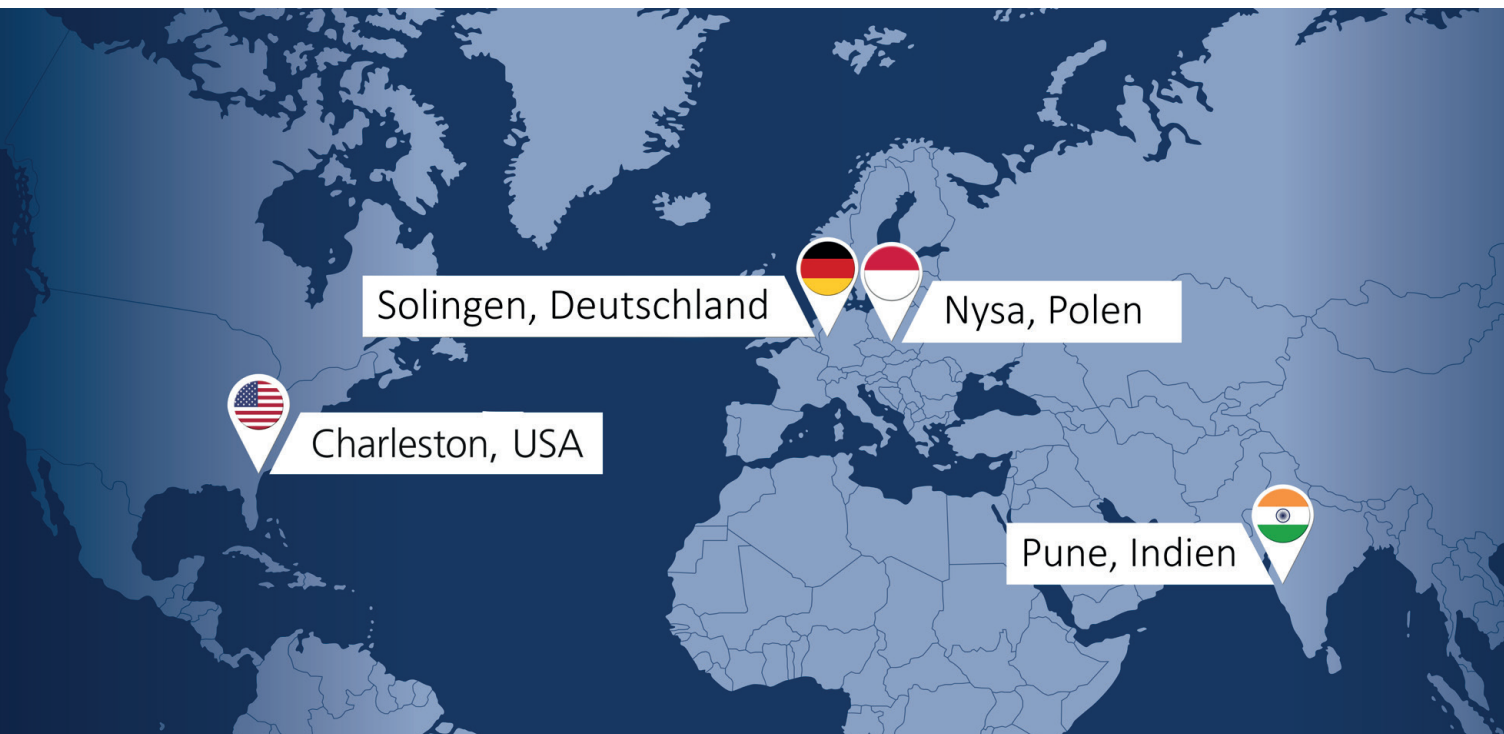 Solingen, Deutschland
Nysa, Polen
Charleston, USA
Pune, Indien